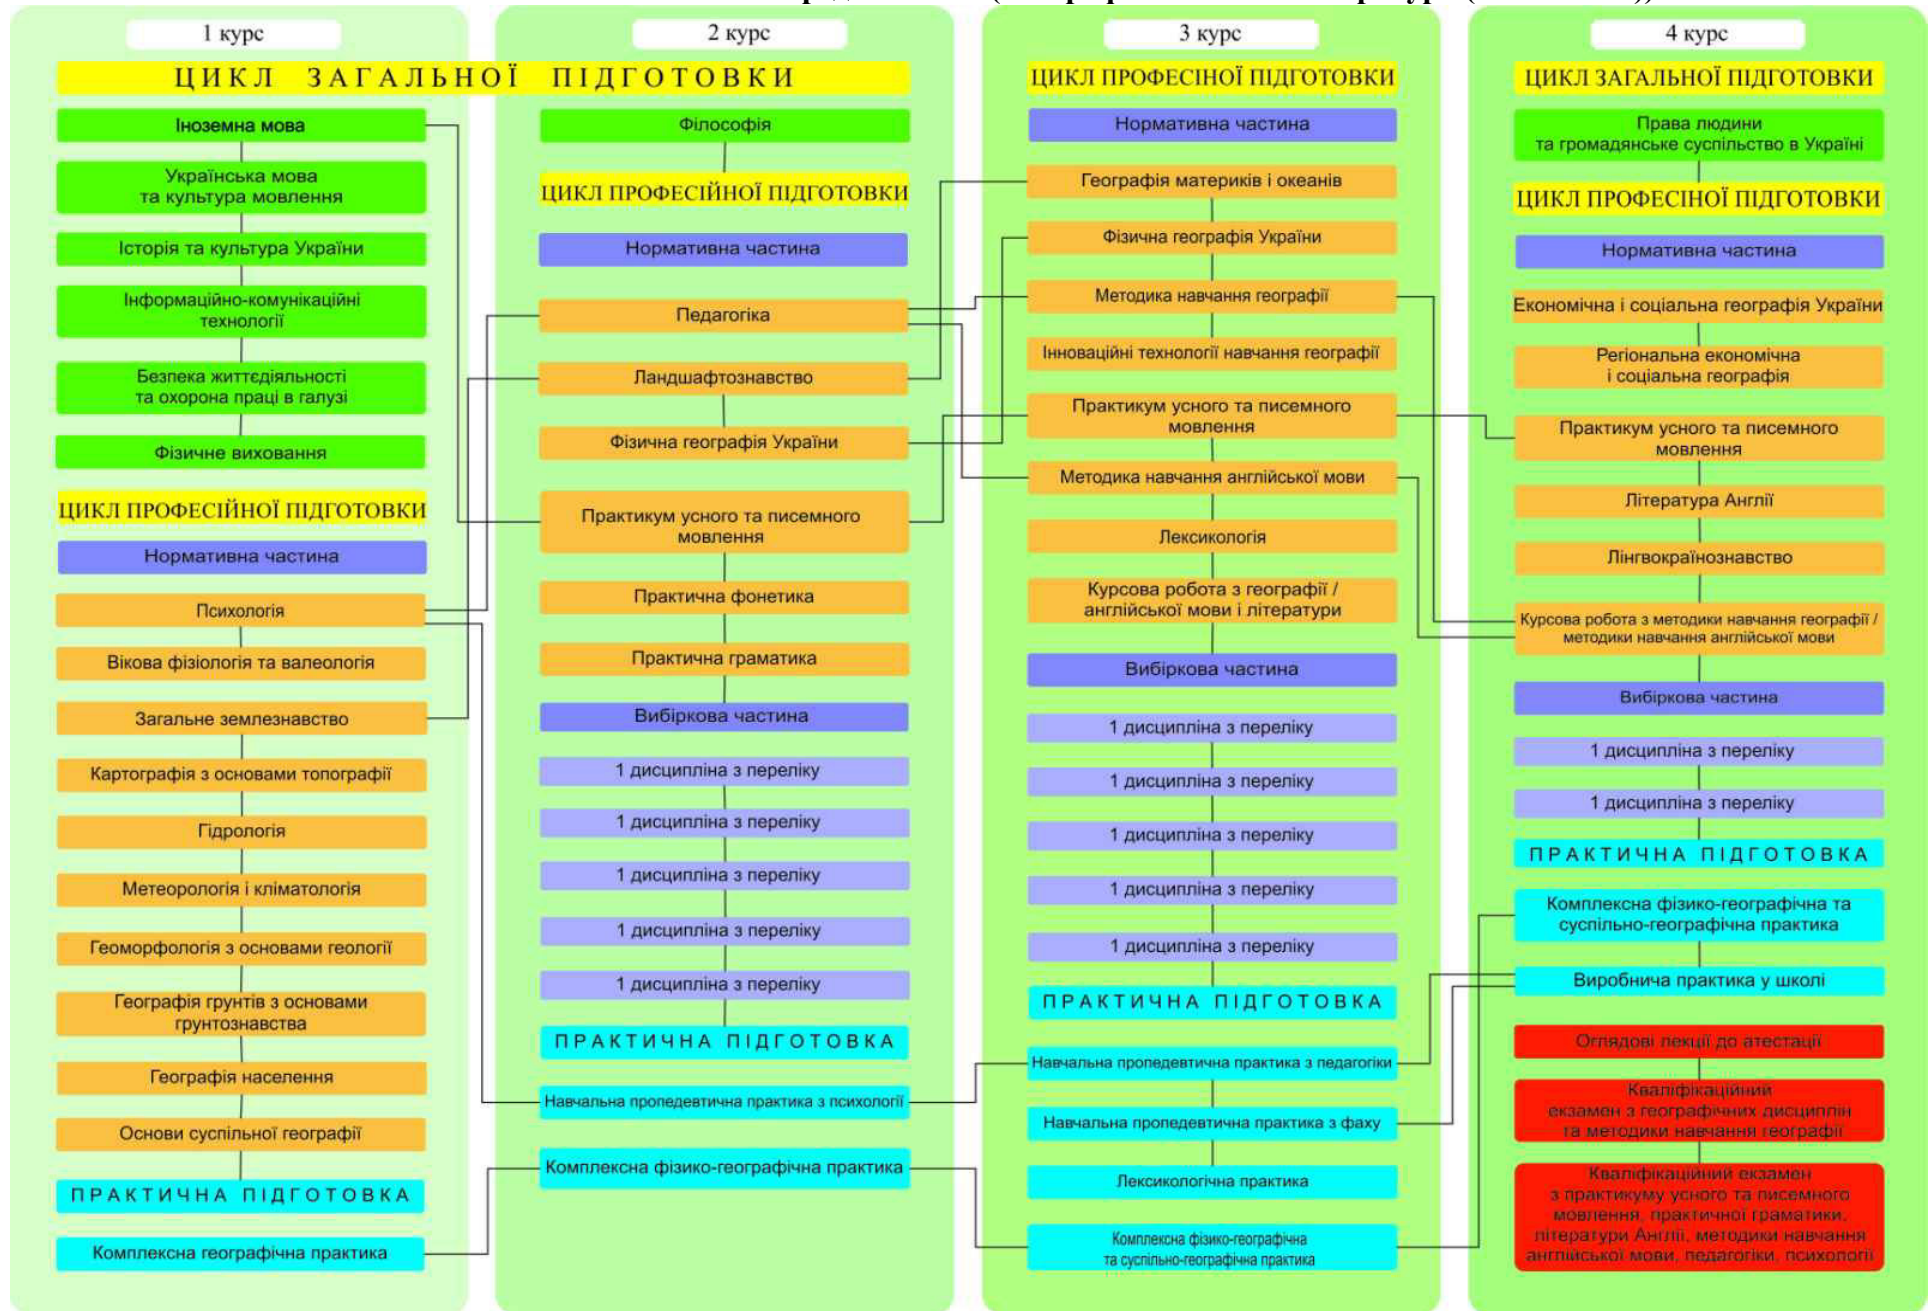 1 курс
ЦИКЛ ЗАГАЛЬНОЇ ПІДГОТОВКИ
Іноземна мова
Українська мова
та культура мовлення
Історія та культура України
Інформаційно-комунікаційні
технології
Безпека життєдіяльності
та охорона праці в галузі
Фізичне виховання
ЦИКЛ ПРОФЕСІЙНОЇ ПІДГОТОВКИ
Нормативна частина
Психологія
Вікова фізіологія та валеологія
Загальне землезнавство
Картографія з основами топографії
Гідрологія
Метеорологія і кліматологія
Геоморфологія з основами геології
Географія грунтів з основами
грунтознавства
Географія населення
Основи суспільної географії
ПРАКТИЧНА ПІДГОТОВКА
Комплексна географічна практика
2 курс
Філософія
ЦИКЛ ПРОФЕСІЙНОЇ ПІДГОТОВКИ
Нормативна частина
Педагогіка
Ландшафтознавство
Фізична географія України
Практикум усного та писемного
мовлення
Практична фонетика
Практична граматика
Вибіркова частина
1 дисципліна з переліку
1 дисципліна з переліку
1 дисципліна з переліку
1 дисципліна з переліку
1 дисципліна з переліку
ПРАКТИЧНА ПІДГОТОВКА
Навчальна пропедевтична практика з психології
Комплексна фізико-географічна практика
3 курс
ЦИКЛ ПРОФЕСІНОЇ ПІДГОТОВКИ
Нормативна частина
Географія материків і океанів
Фізична географія України
Методика навчання географії
Інноваційні технології навчання географії
Практикум усного та писемного
мовлення
Методика навчання англійської мови
Лексикологія
Курсова робота з географії /
англійської мови і літератури
Вибіркова частина
1 дисципліна з переліку
1 дисципліна з переліку
1 дисципліна з переліку
1 дисципліна з переліку
1 дисципліна з переліку
ПРАКТИЧНА ПІДГОТОВКА
Навчальна пропедевтична практика з педагогіки
Навчальна пропедевтична практика з фаху
Лексикологічна практика
Комплексна фізико-географічна
та суспільно-географічна практика
4 курс
ЦИКЛ ЗАГАЛЬНОЇ ПІДГОТОВКИ
Права людини
та громадянське суспільство в Україні
ЦИКЛ ПРОФЕСІНОЇ ПІДГОТОВКИ
Нормативна частина
Економічна і соціальна географія України
Регіональна економічна
і соціальна географія
Практикум усного та писемного
мовлення
Література Англії
Лінгвокраїнознавство
Курсова робота з методики навчання географії /
методики навчання англійської мови
Вибіркова частина
1 дисципліна з переліку
1 дисципліна з переліку
ПРАКТИЧНА ПІДГОТОВКА
Комплексна фізико-географічна та
суспільно-географічна практика
Виробнича практика у школі
Оглядові лекції до атестації
Кваліфікаційний
екзамен з географічних дисциплін
та методики навчання географії
Кваліфікаційний екзамен
з практикуму усного та писемного
мовлення, практичної граматики,
літератури Англії, методики навчання
англійської мови, педагогіки, психології